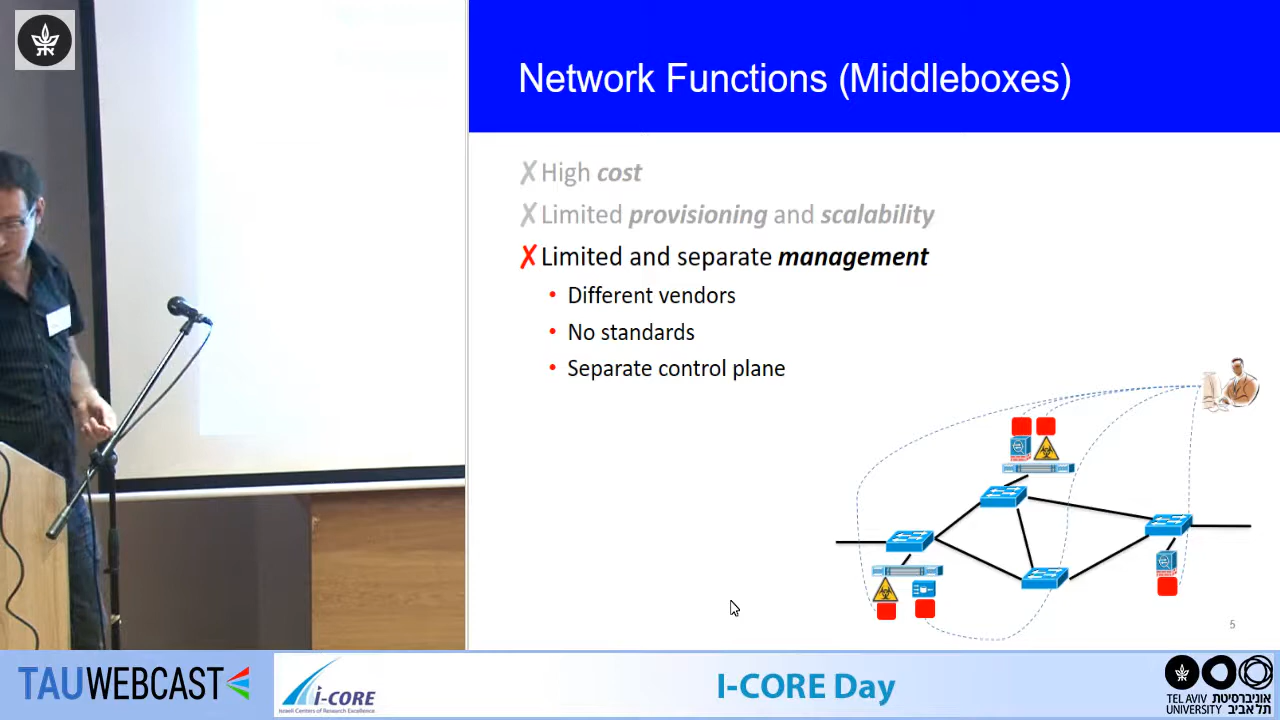 Network Functions (Middleboxes)
✗ High cost
✗ Limited provisioning and scalability
✗ Limited and separate management
• Different vendors
• No standards
• Separate control plane
5
TAUWEBCAST
i-CORE
Israeli Centers of Research Excellence
I-CORE Day
TEL AVIV אוניברסיטת
UNIVERSITY תל אביב